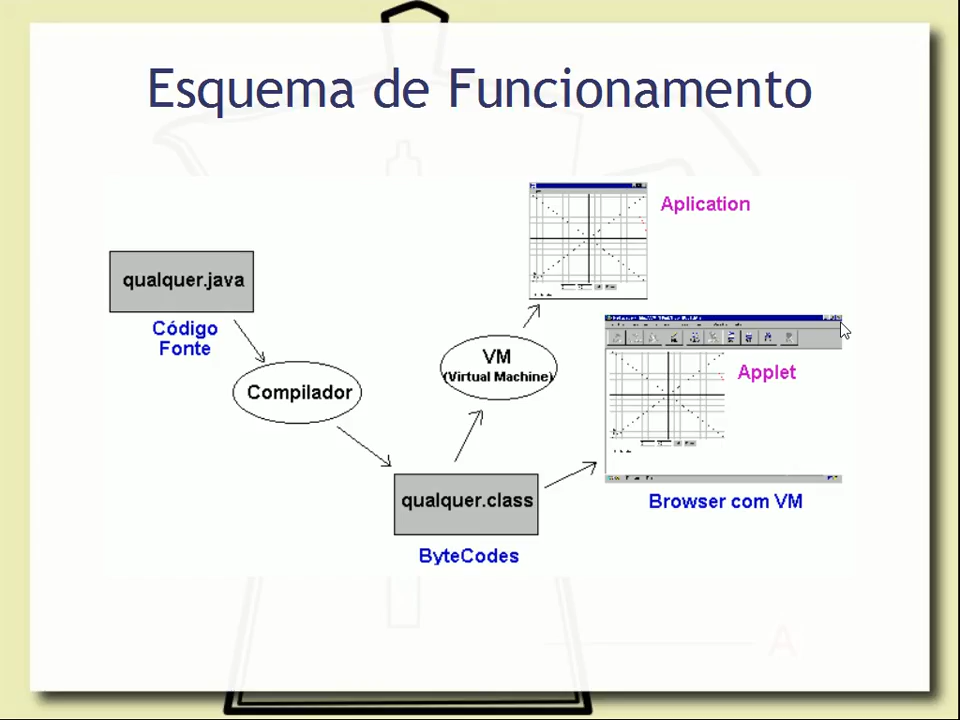 Esquema de Funcionamento
Aplication
qualquer.java
Código
Fonte
VM
(Virtual Machine)
Applet
Compilador
qualquer.class
Browser com VM
ByteCodes
A